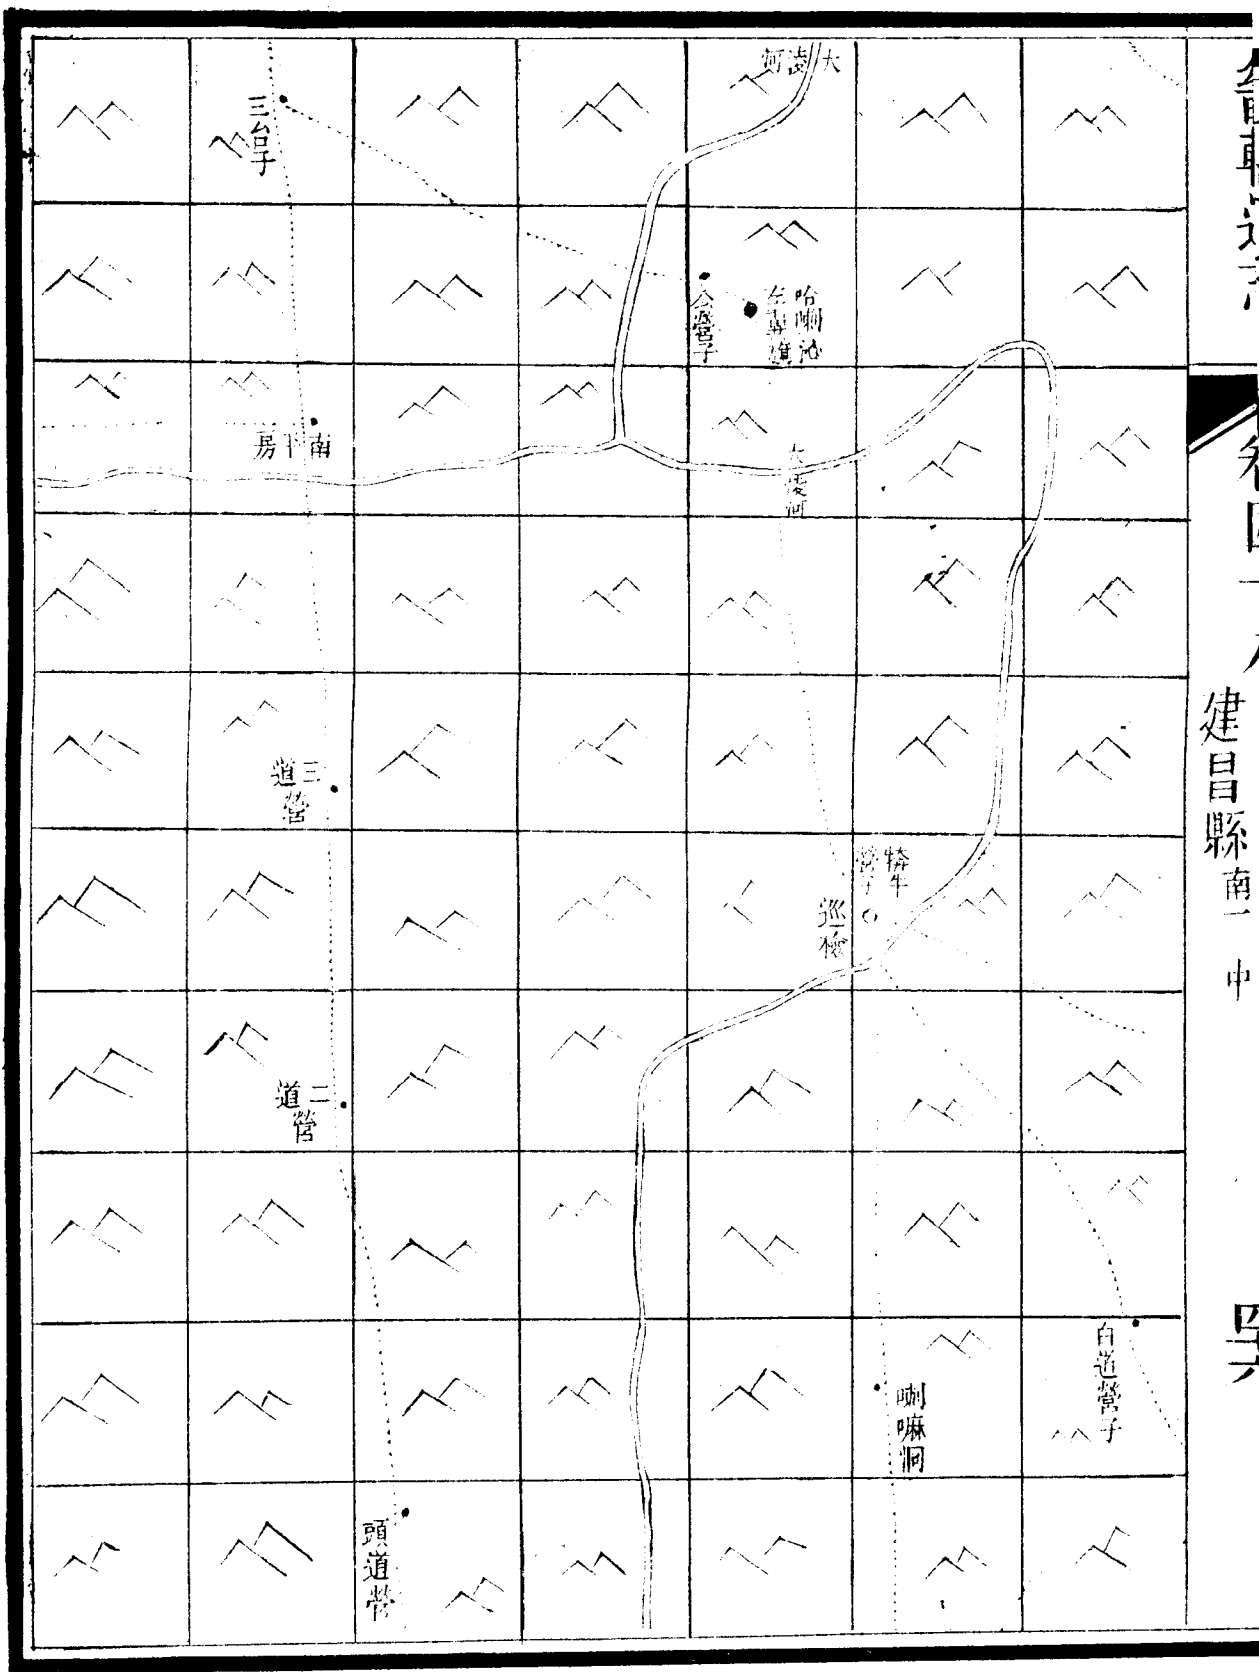 建昌縣南一中
大凌河
哈喇沁
左翼旗
公營子
大凌河
犛牛
營子
巡檢
白道營子
喇嘛洞
三台子
南下房
三道
營
二道
營
頭道營